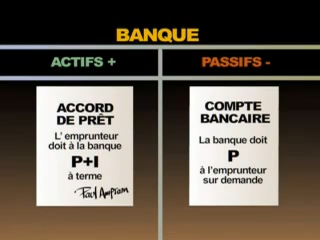 BANQUE
ACTIFS +
PASSIFS -
ACCORD
DE PRÊT
L' emprunteur
doit à la banque
P+I
à terme
COMPTE
BANCAIRE
La banque doit
P
à l'emprunteur
sur demande